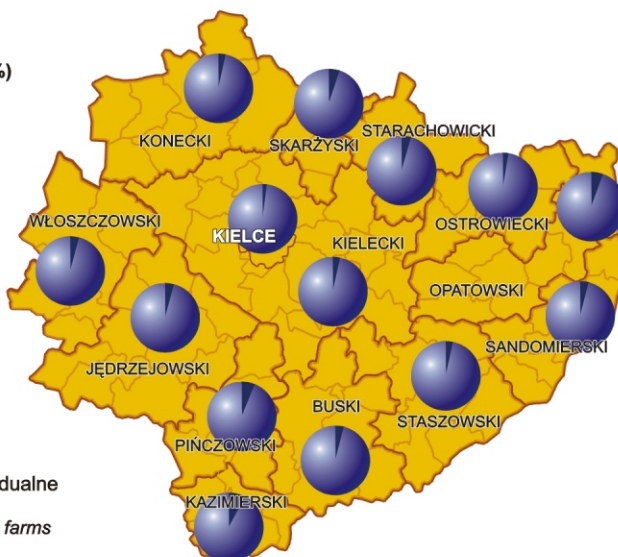 %)
KONECKI
SKARŻYSKI
STARACHOWICKI
WŁOSZCZOWSKI
KIELCE
KIELECKI
OSTROWIECKI
OPATOWSKI
SANDOMIERSKI
JĘDRZEJOWSKI
BUSKI
STASZOWSKI
PIŃCZOWSKI
dualne
KAZIMIERSKI
farms